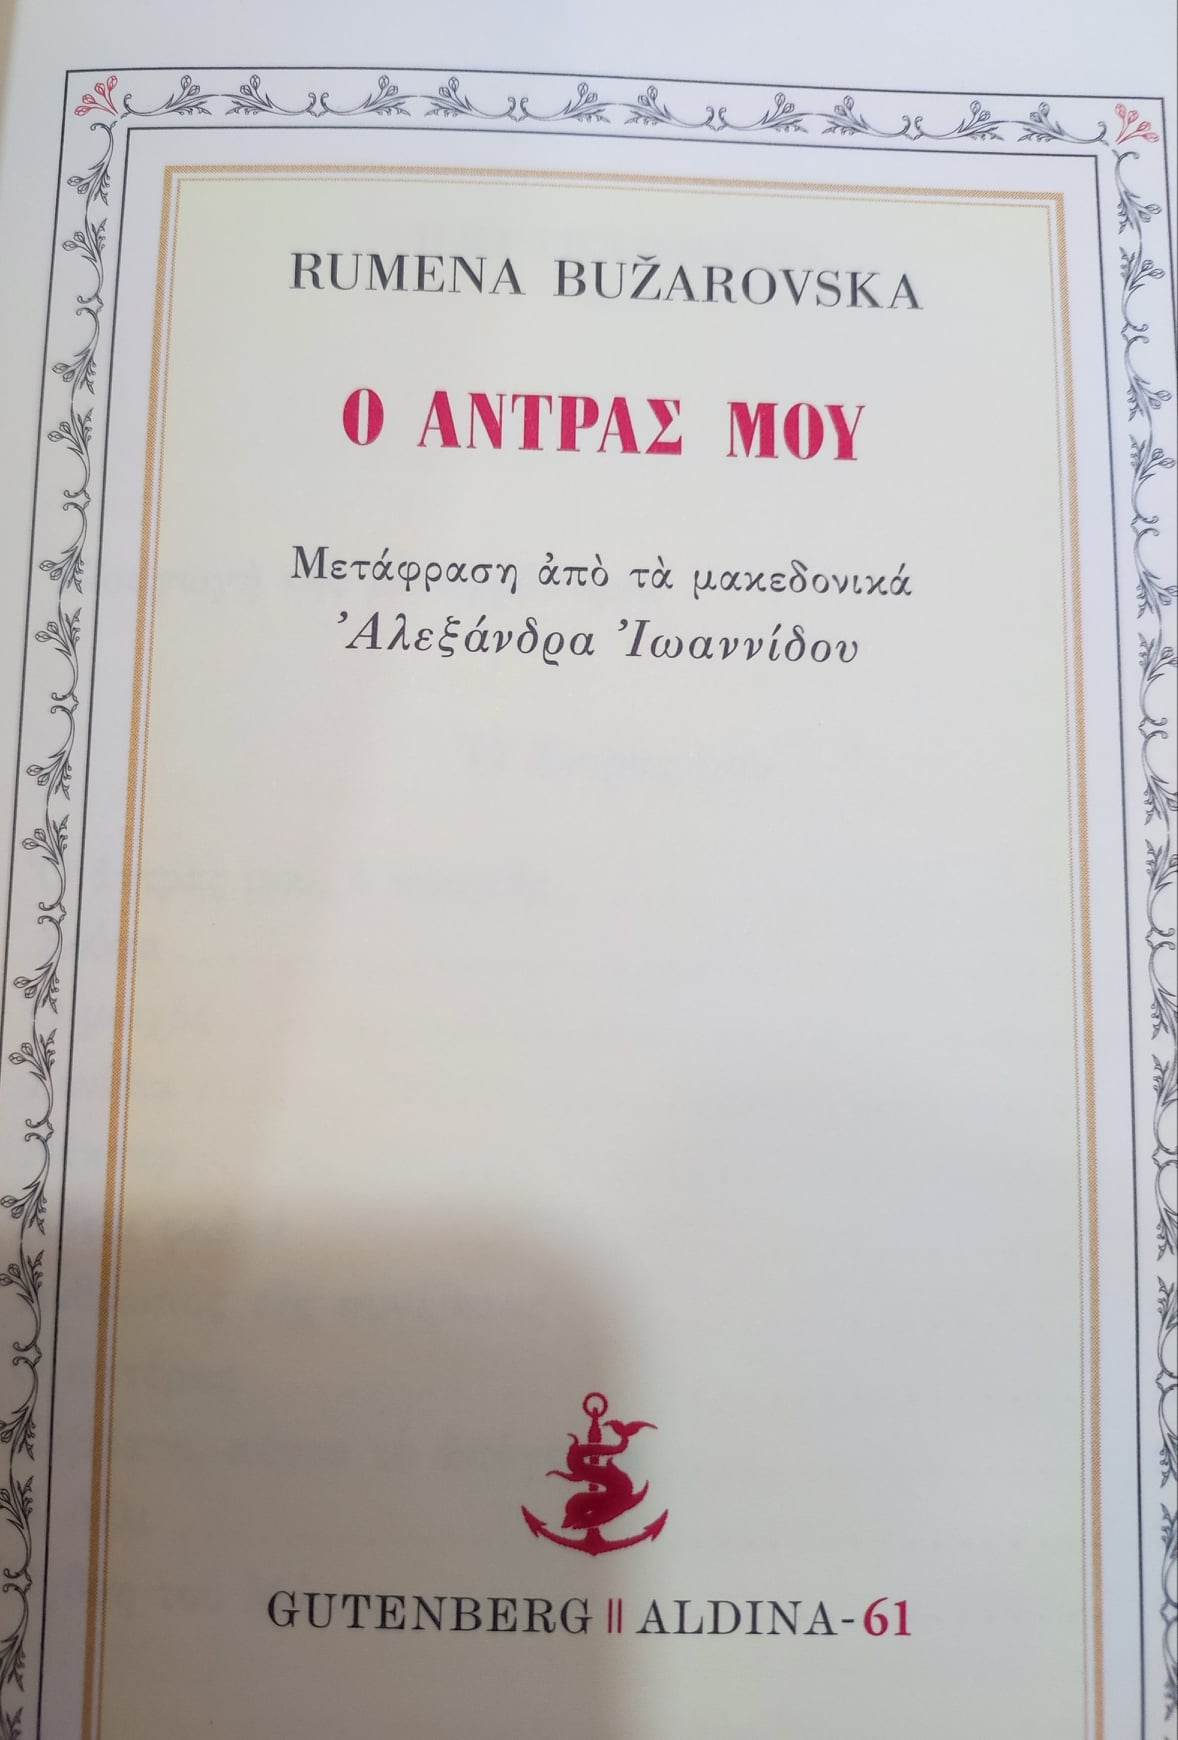 RUMENA BUŽAROVSKA
Ο ΑΝΤΡΑΣ ΜΟΥ
Μετάφραση ἀπὸ τὰ μακεδονικά
Ἀλεξάνδρα Ἰωαννίδου
GUTENBERG || ALDINA-61